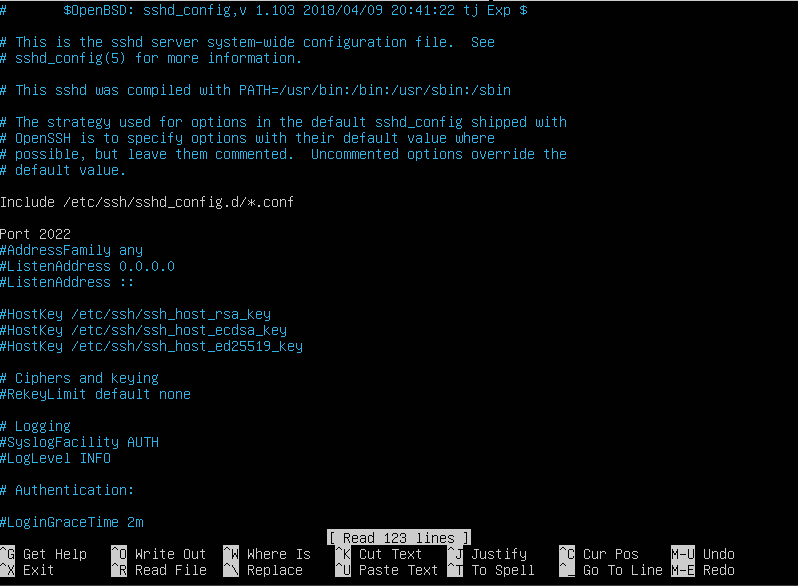 #       $OpenBSD: sshd_config,v 1.103 2018/04/09 20:41:22 tj Exp $
# This is the sshd server system-wide configuration file.  See
# sshd_config(5) for more information.
# This sshd was compiled with PATH=/usr/bin:/bin:/usr/sbin:/sbin
# The strategy used for options in the default sshd_config shipped with
# OpenSSH is to specify options with their default value where
# possible, but leave them commented.  Uncommented options override the
# default value.
Include /etc/ssh/sshd_config.d/*.conf
Port 2022
#AddressFamily any
#ListenAddress 0.0.0.0
#ListenAddress ::
#HostKey /etc/ssh/ssh_host_rsa_key
#HostKey /etc/ssh/ssh_host_ecdsa_key
#HostKey /etc/ssh/ssh_host_ed25519_key
# Ciphers and keying
#RekeyLimit default none
# Logging
#SyslogFacility AUTH
#LogLevel INFO
# Authentication:
#LoginGraceTime 2m
[ Read 123 lines ]
^G Get Help   ^O Write Out  ^W Where Is   ^K Cut Text   ^J Justify    ^C Cur Pos    M-U Undo
^X Exit       ^R Read File  ^\ Replace    ^U Paste Text ^T To Spell   ^_ Go To Line M-E Redo